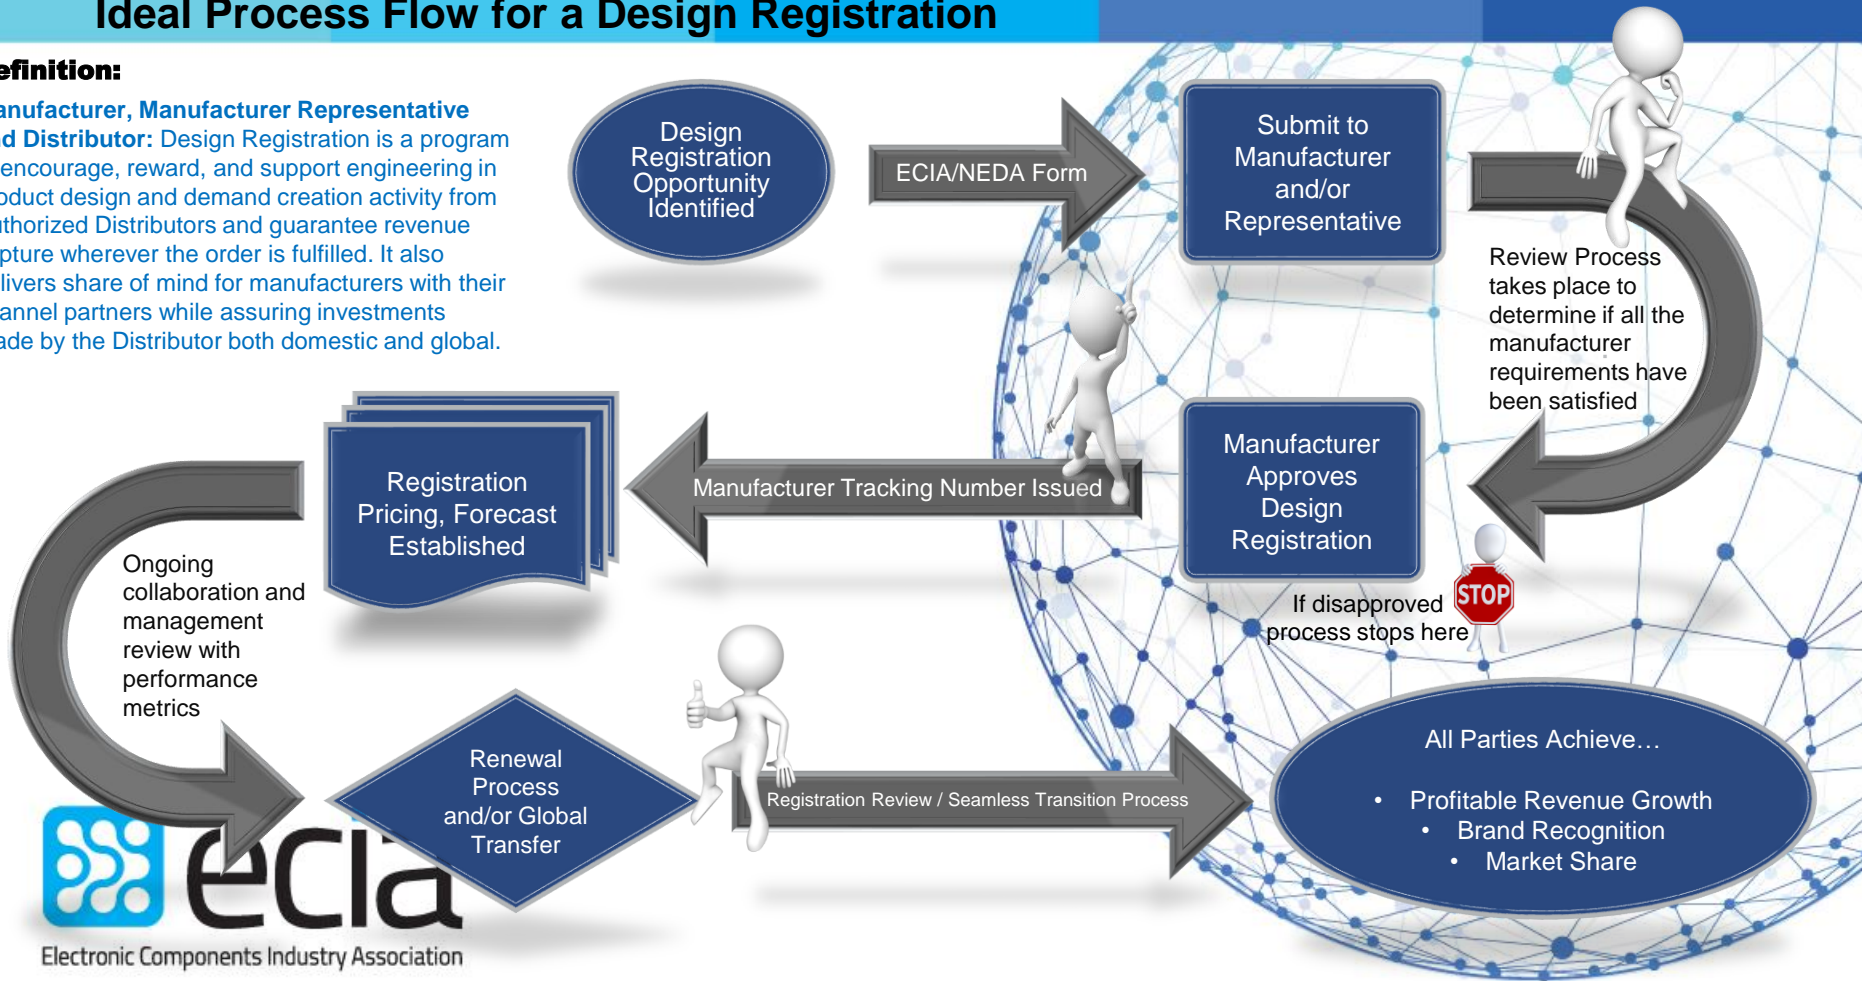 Ideal Process Flow for a Design Registration
efinition:
anufacturer, Manufacturer Representative
nd Distributor: Design Registration is a program
encourage, reward, and support engineering in
oduct design and demand creation activity from
uthorized Distributors and guarantee revenue
pture wherever the order is fulfilled. It also
livers share of mind for manufacturers with their
annel partners while assuring investments
ade by the Distributor both domestic and global.
Design
Registration
Opportunity
Identified
ECIA/NEDA Form
Submit to
Manufacturer
and/or
Representative
Review Process
takes place to
determine if all the
manufacturer
requirements have
been satisfied
Manufacturer
Approves
Design
Registration
If disapproved
process stops here
STOP
Manufacturer Tracking Number Issued
Registration
Pricing, Forecast
Established
Ongoing
collaboration and
management
review with
performance
metrics
Renewal
Process
and/or Global
Transfer
Registration Review / Seamless Transition Process
All Parties Achieve…
• Profitable Revenue Growth
• Brand Recognition
• Market Share
ecia
Electronic Components Industry Association